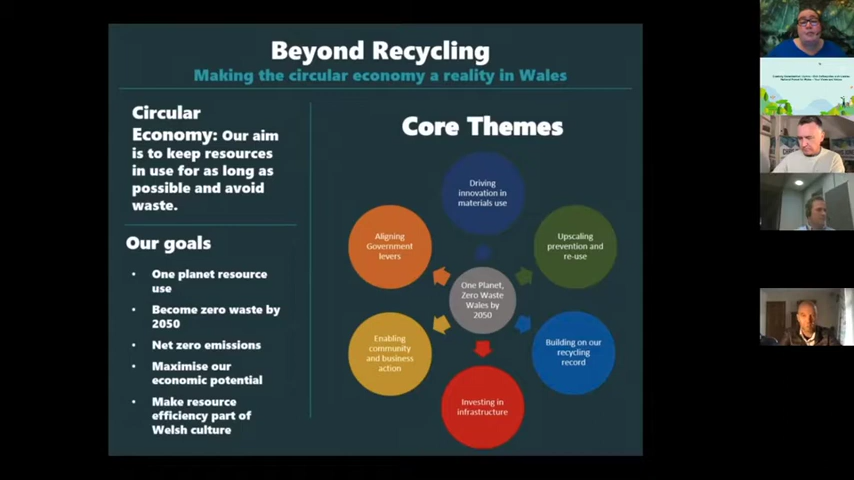 Beyond Recycling
Making the circular economy a reality in Wales
Circular
Economy: Our aim
is to keep resources
in use for as long as
possible and avoid
waste.
Our goals
• One planet resource
use
• Become zero waste by
2050
• Net zero emissions
• Maximise our
economic potential
• Make resource
efficiency part of
Welsh culture
Core Themes
Driving
innovation in
materials use
Upscaling
prevention and
re-use
Building on our
recycling
record
Investing in
infrastructure
Enabling
community
and business
action
Aligning
Government
levers
One Planet,
Zero Waste
Wales by
2050